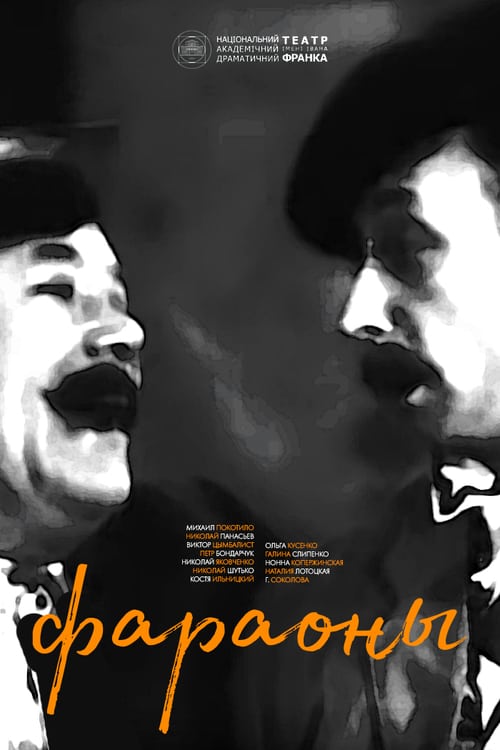 НАЦІОНАЛЬНИЙ
АКАДЕМІЧНИЙ
ДРАМАТИЧНИЙ
ТЕАТР
ІМЕНІ ІВАНА
ФРАНКА
МИХАИЛ ПОКОТИЛО
НИКОЛАЙ ПАНАСЬЕВ
ВИКТОР ЦЫМБАЛИСТ
ПЕТР БОНДАРЧУК
НИКОЛАЙ ЯКОВЧЕНКО
НИКОЛАЙ ШУТЬКО
КОСТЯ ИЛЬНИЦКИЙ
ОЛЬГА КУСЕНКО
ГАЛИНА СЛИПЕНКО
НОННА КОПЕРЖИНСКАЯ
НАТАЛИЯ ЛОТОЦКАЯ
Г. СОКОЛОВА
фараоны